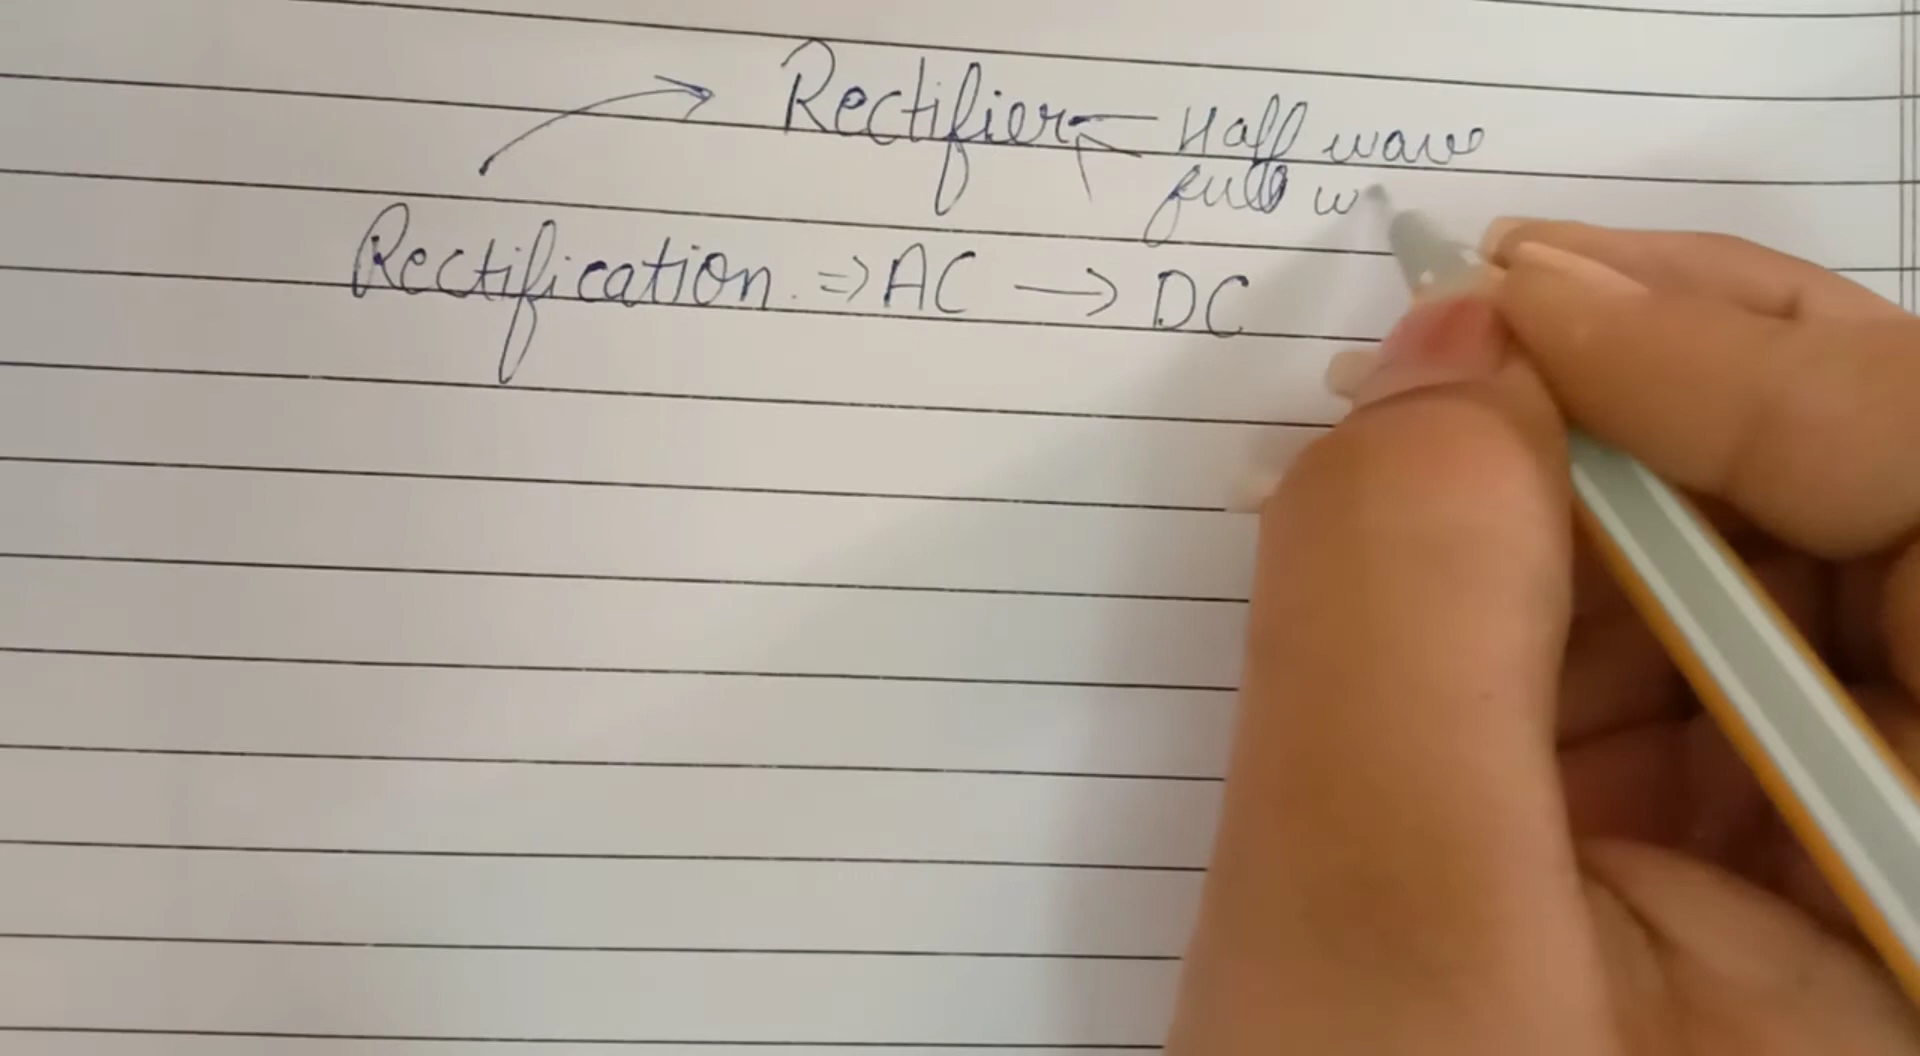 Rectifier ← Half wave
full w
Rectification. ⇒ AC → DC